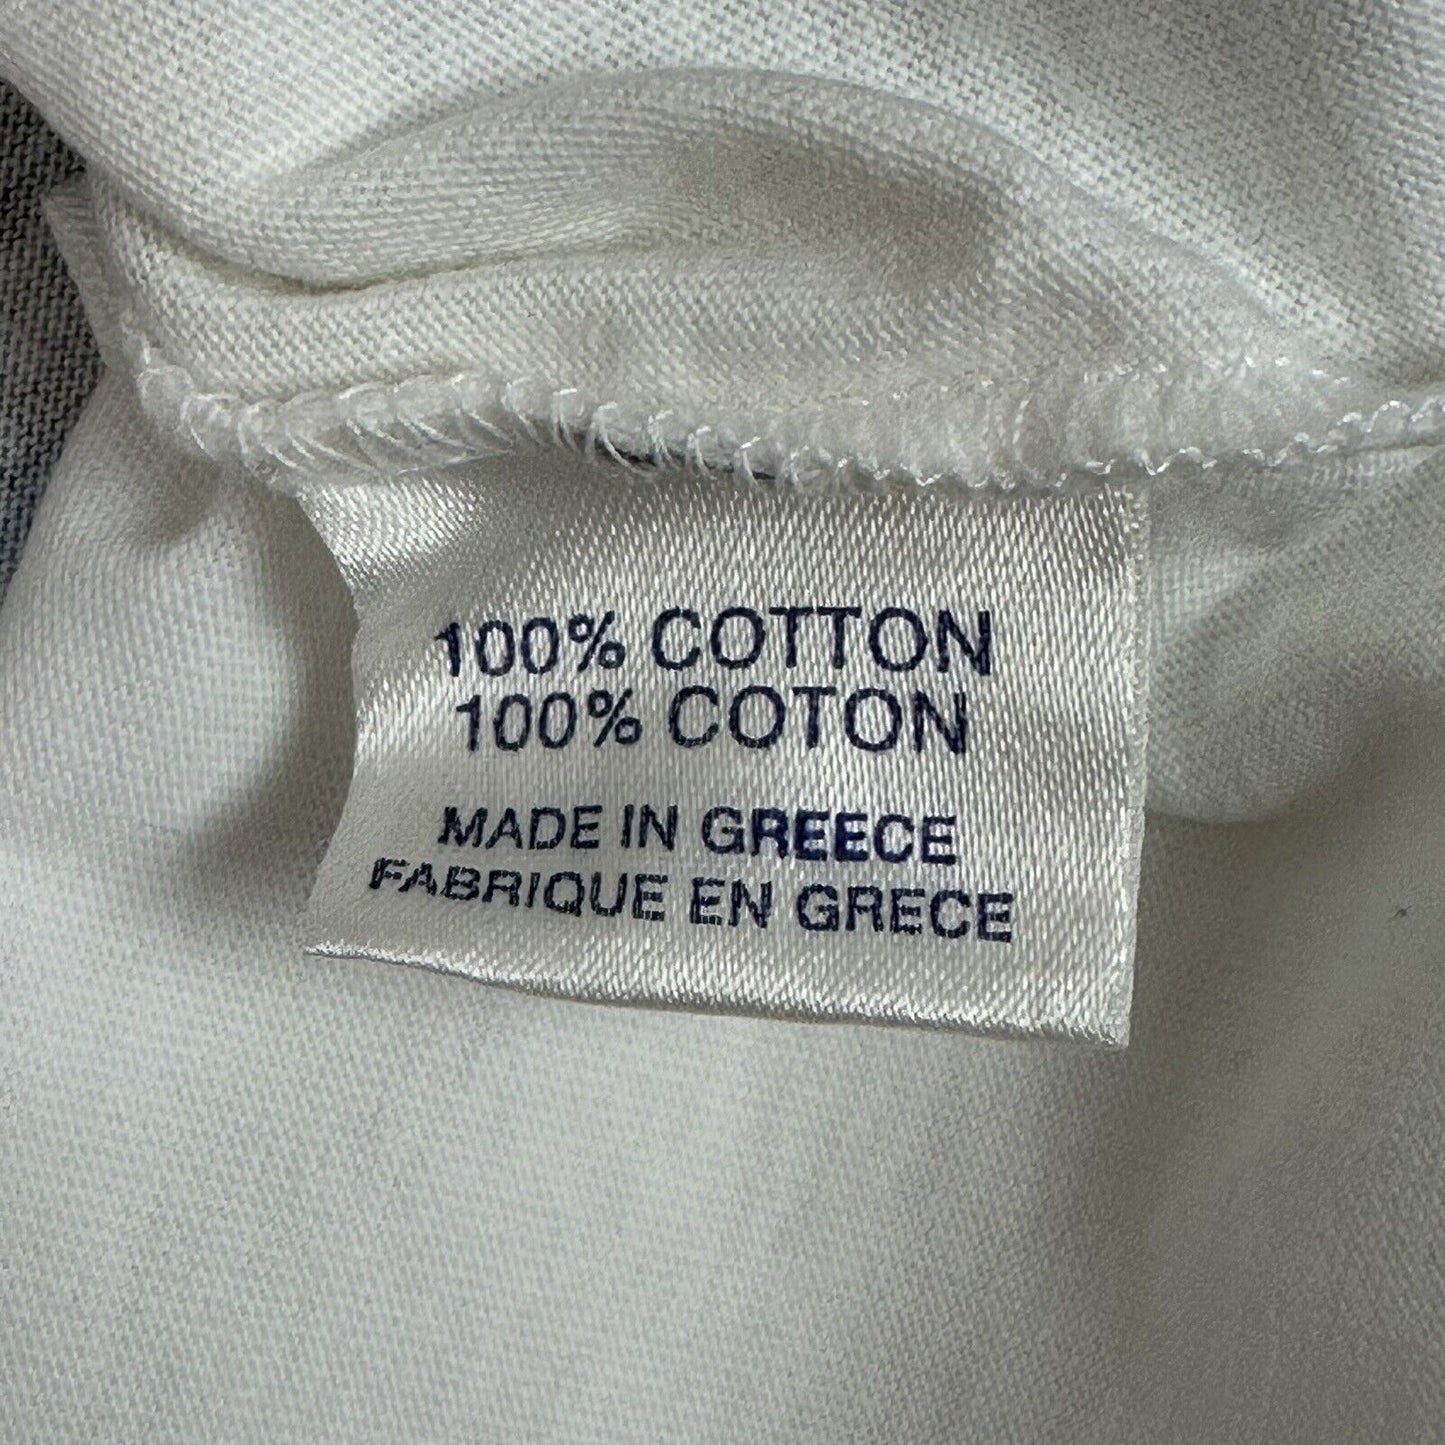 100% COTTON
100% COTON
MADE IN GREECE
FABRIQUE EN GRECE